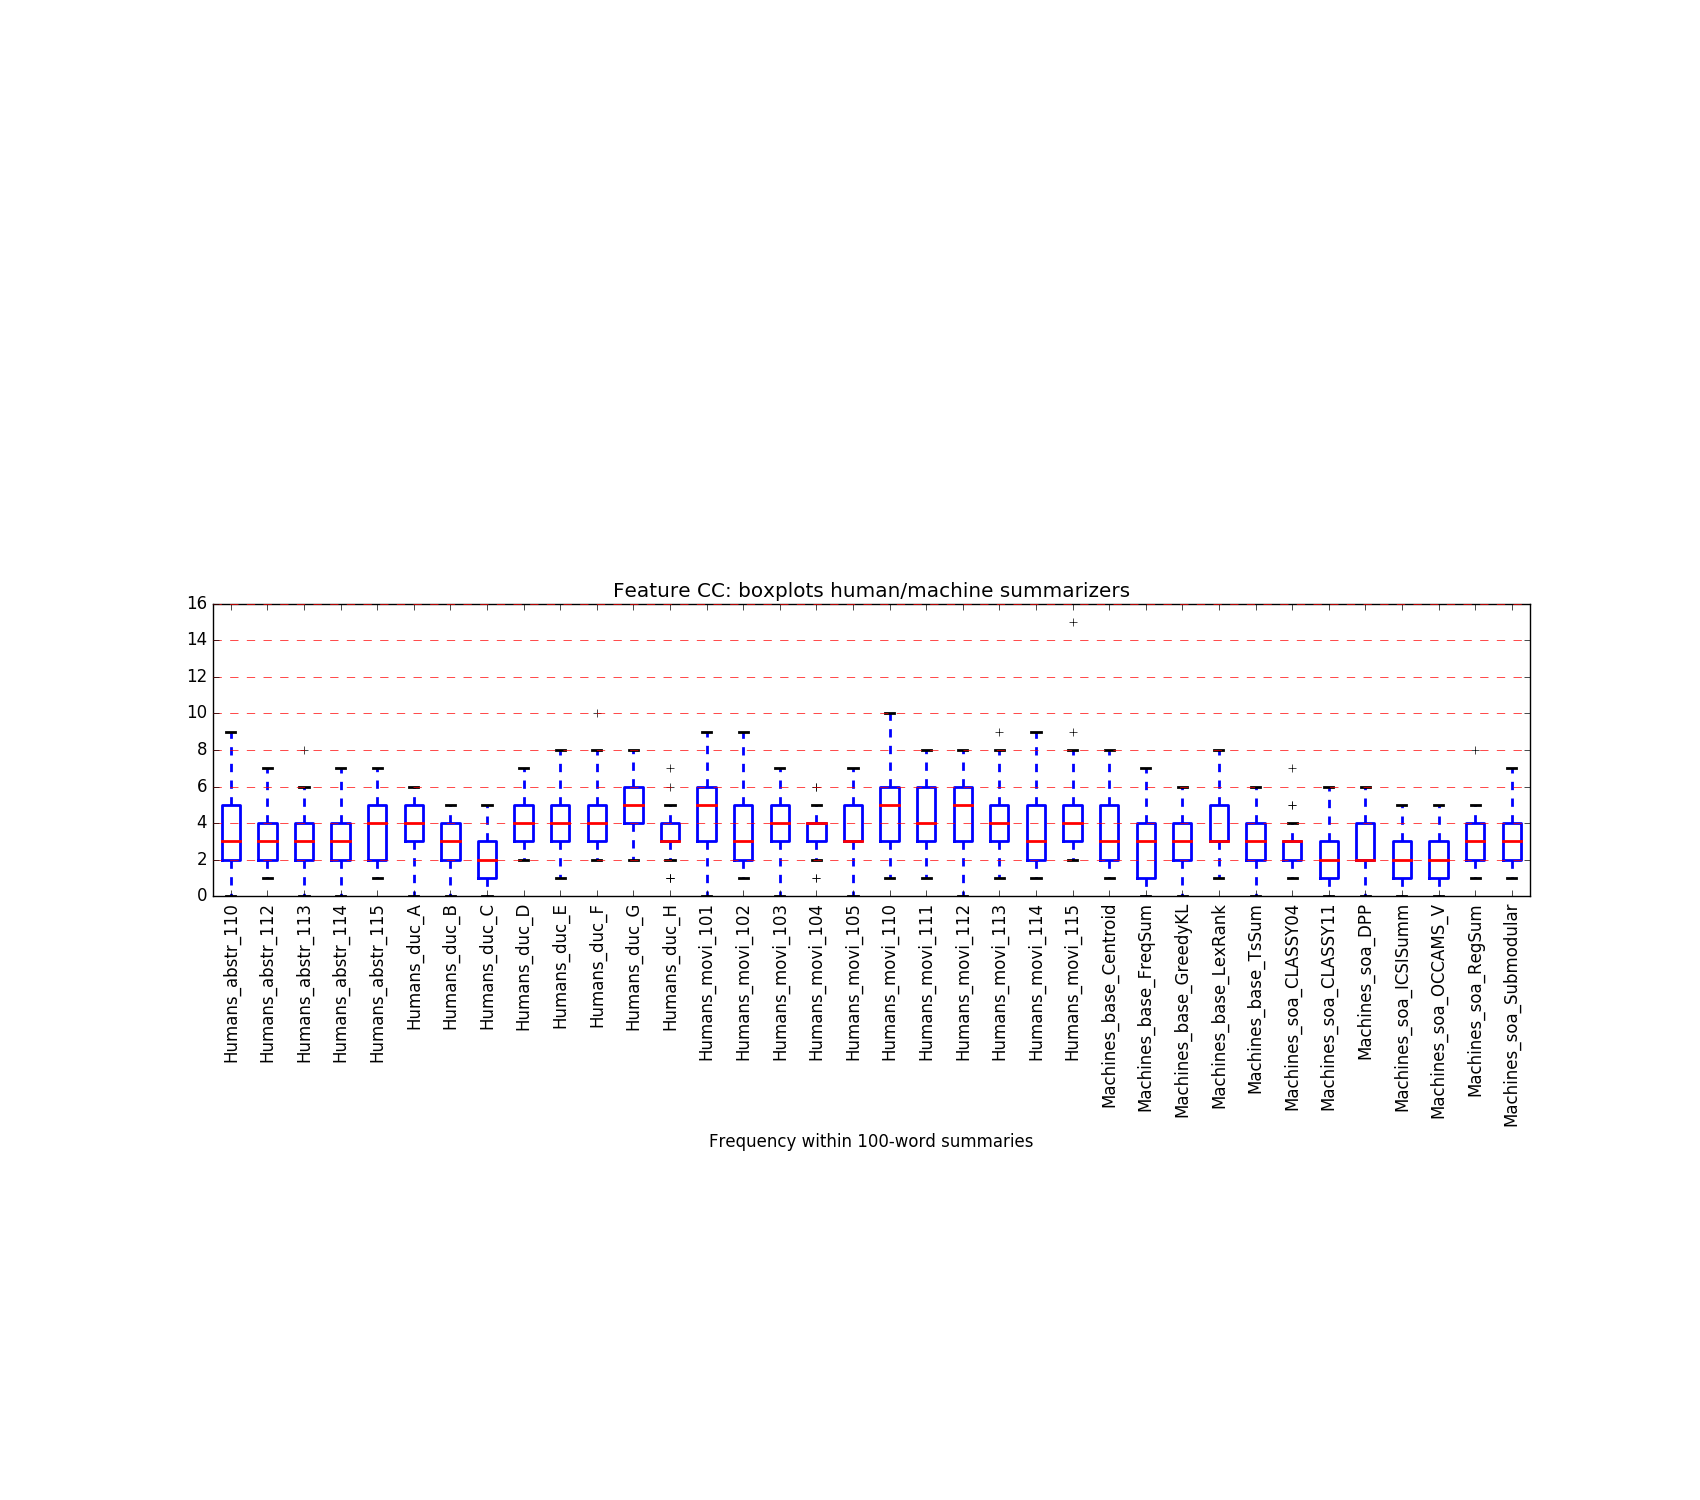 Feature CC: boxplots human/machine summarizers
16
14
12
10
8
6
4
2
0
Humans_abstr_110
Humans_abstr_112
Humans_abstr_113
Humans_abstr_114
Humans_abstr_115
Humans_duc_A
Humans_duc_B
Humans_duc_C
Humans_duc_D
Humans_duc_E
Humans_duc_F
Humans_duc_G
Humans_duc_H
Humans_movi_101
Humans_movi_102
Humans_movi_103
Humans_movi_104
Humans_movi_105
Humans_movi_110
Humans_movi_111
Humans_movi_112
Humans_movi_113
Humans_movi_114
Humans_movi_115
Machines_base_Centroid
Machines_base_FreqSum
Machines_base_GreedyKL
Machines_base_LexRank
Machines_base_TsSum
Machines_soa_CLASSY04
Machines_soa_CLASSY11
Machines_soa_DPP
Machines_soa_ICSISumm
Machines_soa_OCCAMS_V
Machines_soa_RegSum
Machines_soa_Submodular
Frequency within 100-word summaries